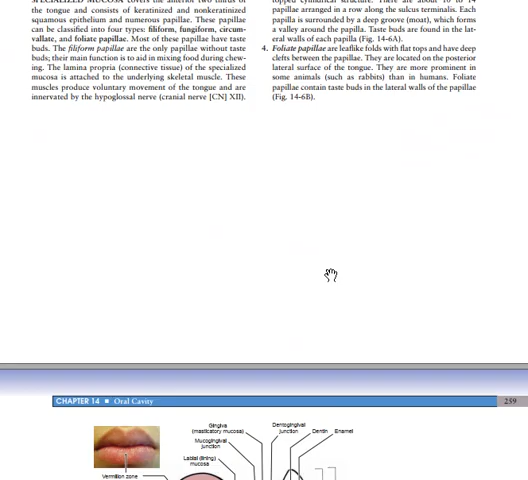 SPECIALIZED MUCOSA covers the anterior two thirds of
the tongue and consists of keratinized and nonkeratinized
squamous epithelium and numerous papillae. These papillae
can be classified into four types: filiform, fungiform, circum-
vallate, and foliate papillae. Most of these papillae have taste
buds. The filiform papillae are the only papillae without taste
buds; their main function is to aid in mixing food during chew-
ing. The lamina propria (connective tissue) of the specialized
mucosa is attached to the underlying skeletal muscle. These
muscles produce voluntary movement of the tongue and are
innervated by the hypoglossal nerve (cranial nerve [CN] XII).
topped cylindrical structure. There are about 10 to 14
papillae arranged in a row along the sulcus terminalis. Each
papilla is surrounded by a deep groove (moat), which forms
a valley around the papilla. Taste buds are found in the lat-
eral walls of each papilla (Fig. 14-6A).
4. Foliate papillae are leaflike folds with flat tops and have deep
clefts between the papillae. They are located on the posterior
lateral surface of the tongue. They are more prominent in
some animals (such as rabbits) than in humans. Foliate
papillae contain taste buds in the lateral walls of the papillae
(Fig. 14-6B).
CHAPTER 14 ■ Oral Cavity
259
Gingiva
(masticatory mucosa)
Mucogingival
junction
Labial (lining)
mucosa
Vermilion zone
Dentogingival
junction
Dentin
Enamel